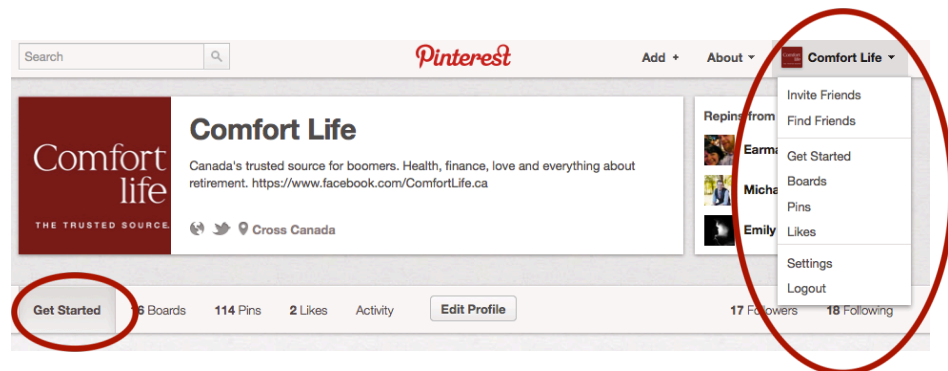 Search
Pinterest
Add +
About
Comfort Life
Comfort
life
THE TRUSTED SOURCE.
Comfort Life
Canada's trusted source for boomers. Health, finance, love and everything about
retirement. https://www.facebook.com/ComfortLife.ca
Cross Canada
Repins from
Michael
Emily
Invite Friends
Find Friends
Get Started
Boards
Pins
Likes
Settings
Logout
Get Started
Boards
114 Pins
2 Likes
Activity
Edit Profile
17 Followers
18 Following